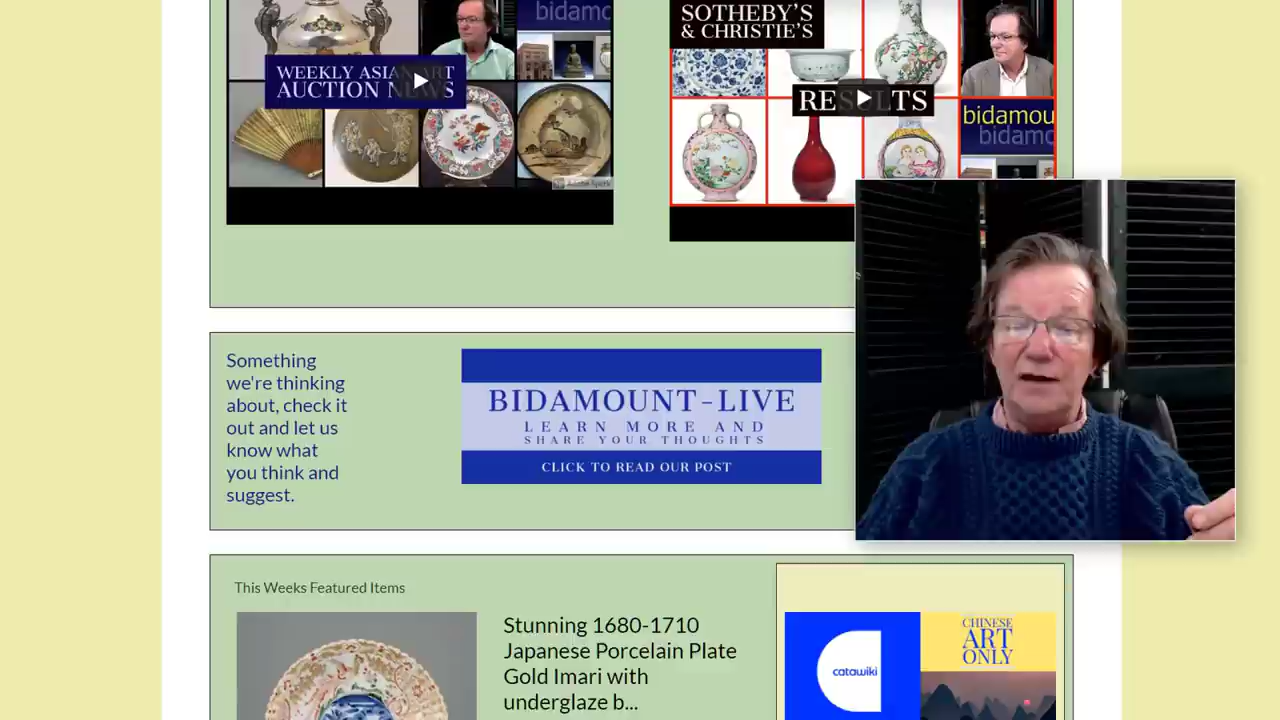 bidamo
WEEKLY ASIAN ART
AUCTION NEWS
SOTHEBY'S
& CHRISTIE'S
RESULTS
bidamou
bidamo
Something
we're thinking
about, check it
out and let us
know what
you think and
suggest.
BIDAMOUNT-LIVE
LEARN MORE AND
SHARE YOUR THOUGHTS
CLICK TO READ OUR POST
This Weeks Featured Items
Stunning 1680-1710
Japanese Porcelain Plate
Gold Imari with
underglaze b...
catawiki
CHINESE
ART
ONLY